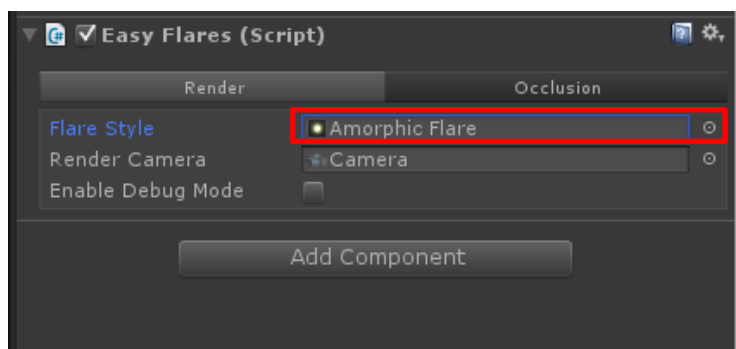 Easy Flares (Script)
Render Occlusion
Flare Style Amorphic Flare
Render Camera Camera
Enable Debug Mode
Add Component